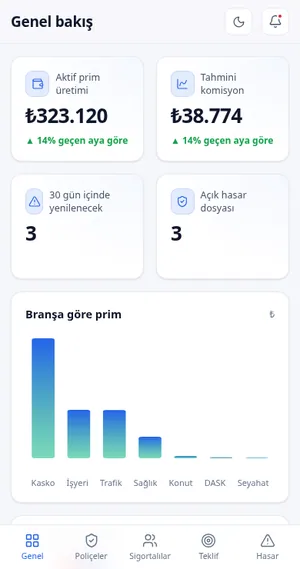 Genel bakış
Aktif prim
üretimi
₺323.120
▲ 14% geçen aya göre
Tahmini
komisyon
₺38.774
▲ 14% geçen aya göre
30 gün içinde
yenilenecek
3
Açık hasar
dosyası
3
Branşa göre prim ₺
Kasko İşyeri Trafik Sağlık Konut DASK Seyahat
Genel Poliçeler Sigortalılar Teklif Hasar